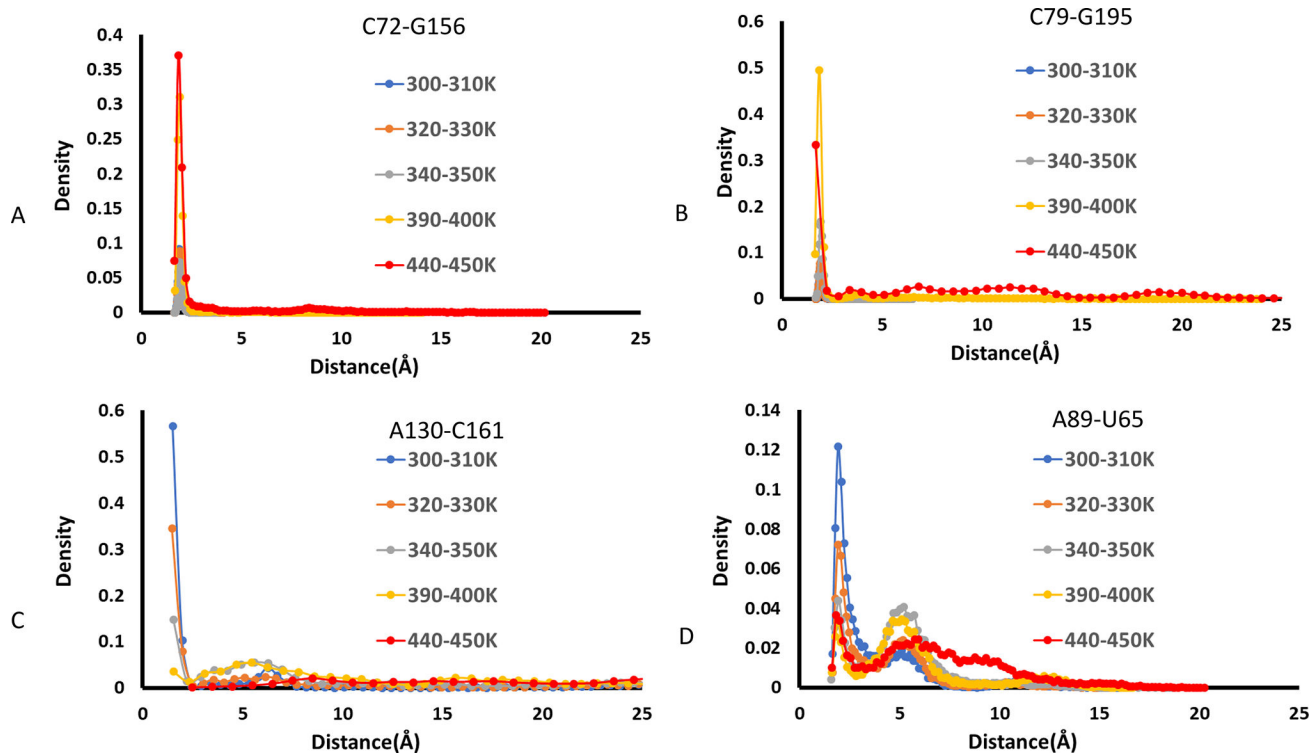 C72-G156
0.4
0.35
0.3
0.25
0.2
0.15
0.1
0.05
0
Density
300-310K
320-330K
340-350K
390-400K
440-450K
0 5 10 15 20 25
Distance(Å)
A
C79-G195
0.6
0.5
0.4
0.3
0.2
0.1
0
Density
300-310K
320-330K
340-350K
390-400K
440-450K
0 5 10 15 20 25
Distance(Å)
B
A130-C161
0.6
0.5
0.4
0.3
0.2
0.1
0
Density
300-310K
320-330K
340-350K
390-400K
440-450K
0 5 10 15 20 25
Distance(Å)
C
A89-U65
0.14
0.12
0.1
0.08
0.06
0.04
0.02
0
Density
300-310K
320-330K
340-350K
390-400K
440-450K
0 5 10 15 20 25
Distance(Å)
D